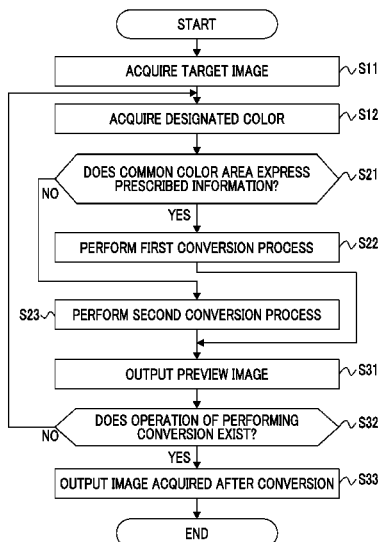 START
ACQUIRE TARGET IMAGE
S11
ACQUIRE DESIGNATED COLOR
S12
DOES COMMON COLOR AREA EXPRESS
PRESCRIBED INFORMATION?
S21
NO
YES
PERFORM FIRST CONVERSION PROCESS
S22
S23
PERFORM SECOND CONVERSION PROCESS
OUTPUT PREVIEW IMAGE
S31
DOES OPERATION OF PERFORMING
CONVERSION EXIST?
S32
NO
YES
OUTPUT IMAGE ACQUIRED AFTER CONVERSION
S33
END